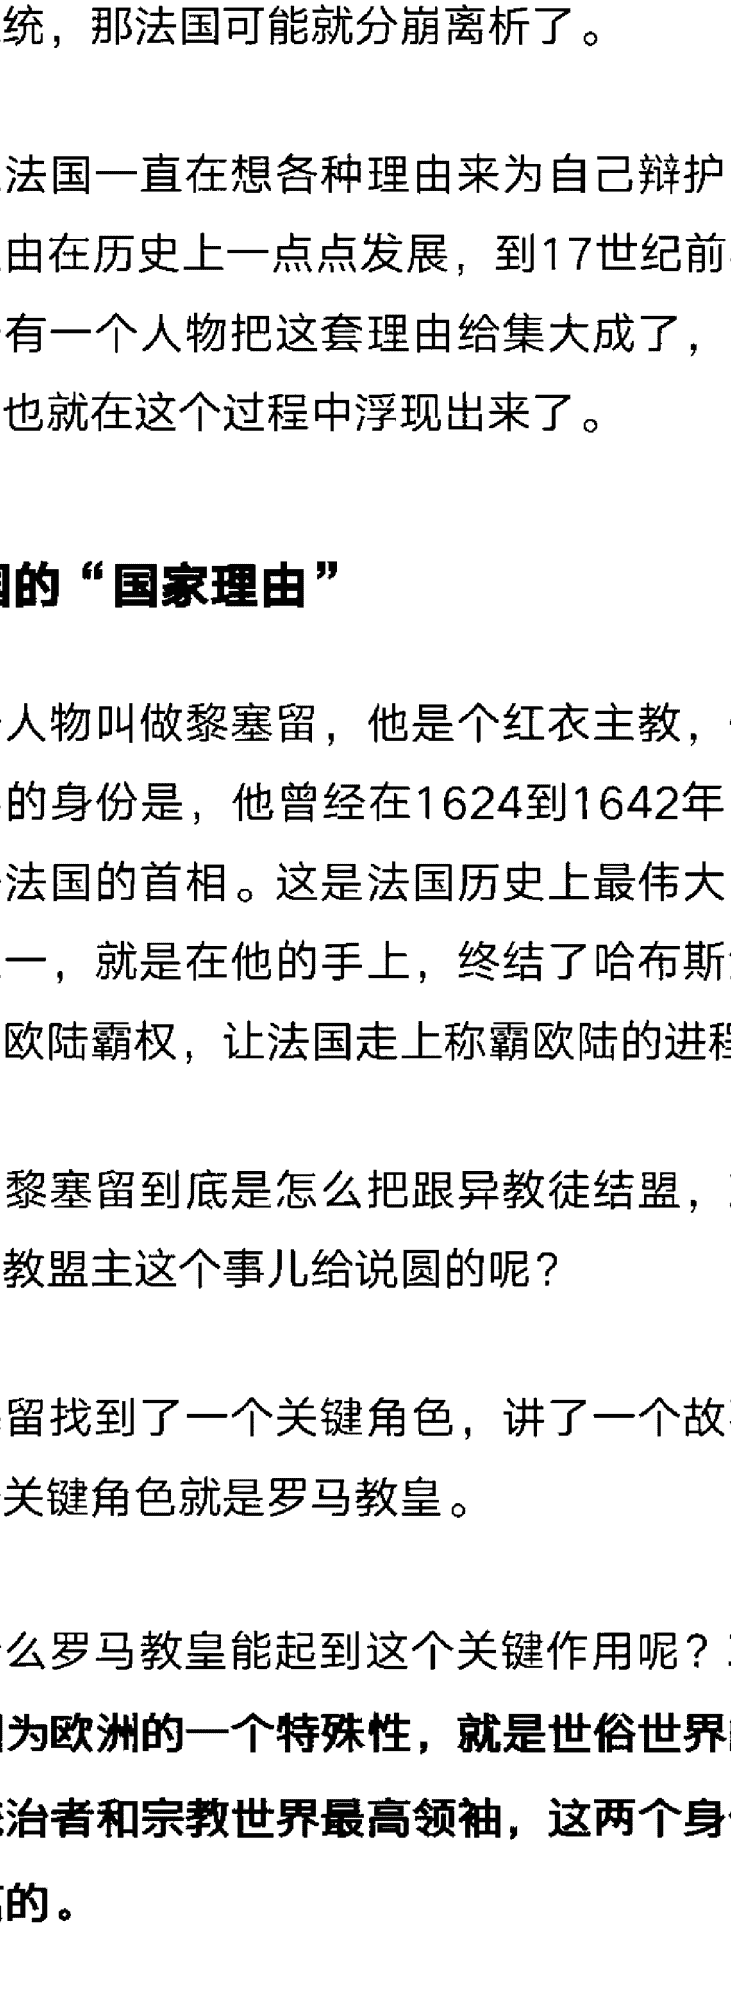 统，那法国可能就分崩离析了。
法国一直在想各种理由来为自己辩护
由在历史上一点点发展，到17世纪前
有一个人物把这套理由给集大成了，
也就在这个过程中浮现出来了。
国的“国家理由”
人物叫做黎塞留，他是个红衣主教，
的身份是，他曾经在1624到1642年
法国的首相。这是法国历史上最伟大
一，就是在他的手上，终结了哈布斯
欧陆霸权，让法国走上称霸欧陆的进程
黎塞留到底是怎么把跟异教徒结盟，
教盟主这个事儿给说圆的呢？
留找到了一个关键角色，讲了一个故
关键角色就是罗马教皇。
么罗马教皇能起到这个关键作用呢？
为欧洲的一个特殊性，就是世俗世界
治者和宗教世界最高领袖，这两个身
的。